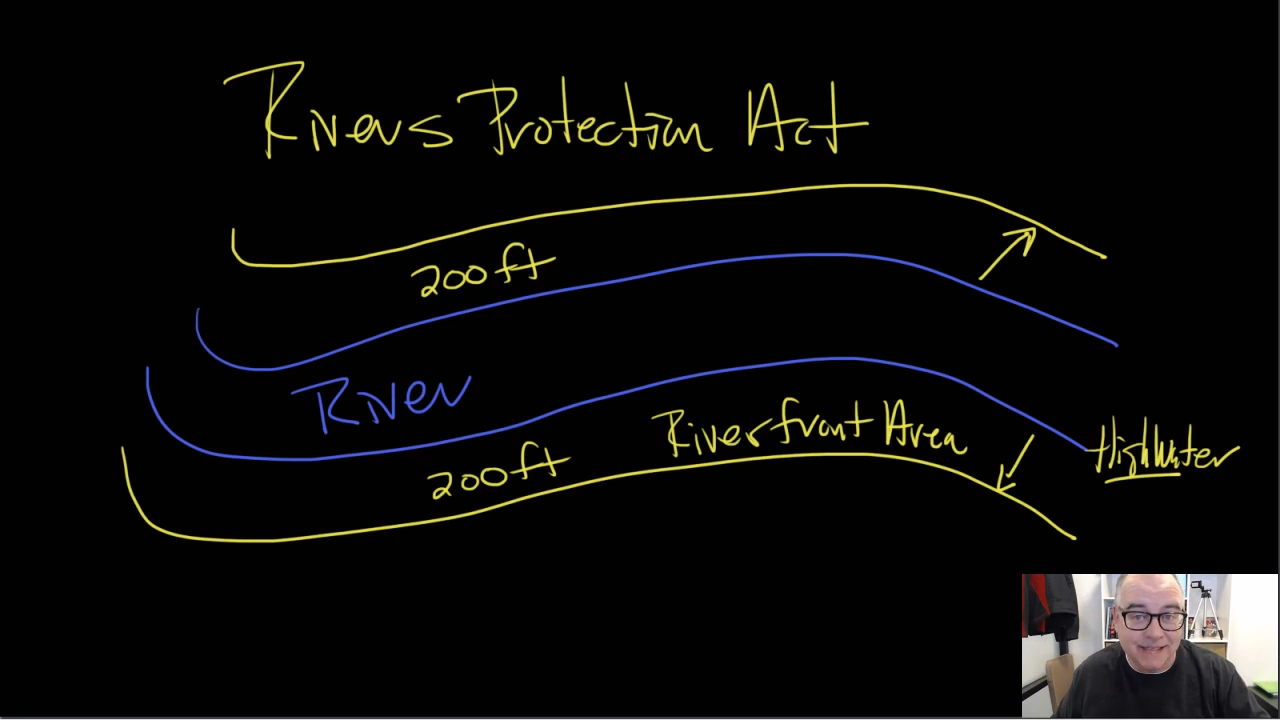 Rivers Protection Act
200ft
River
Riverfront Area
High Water
200ft